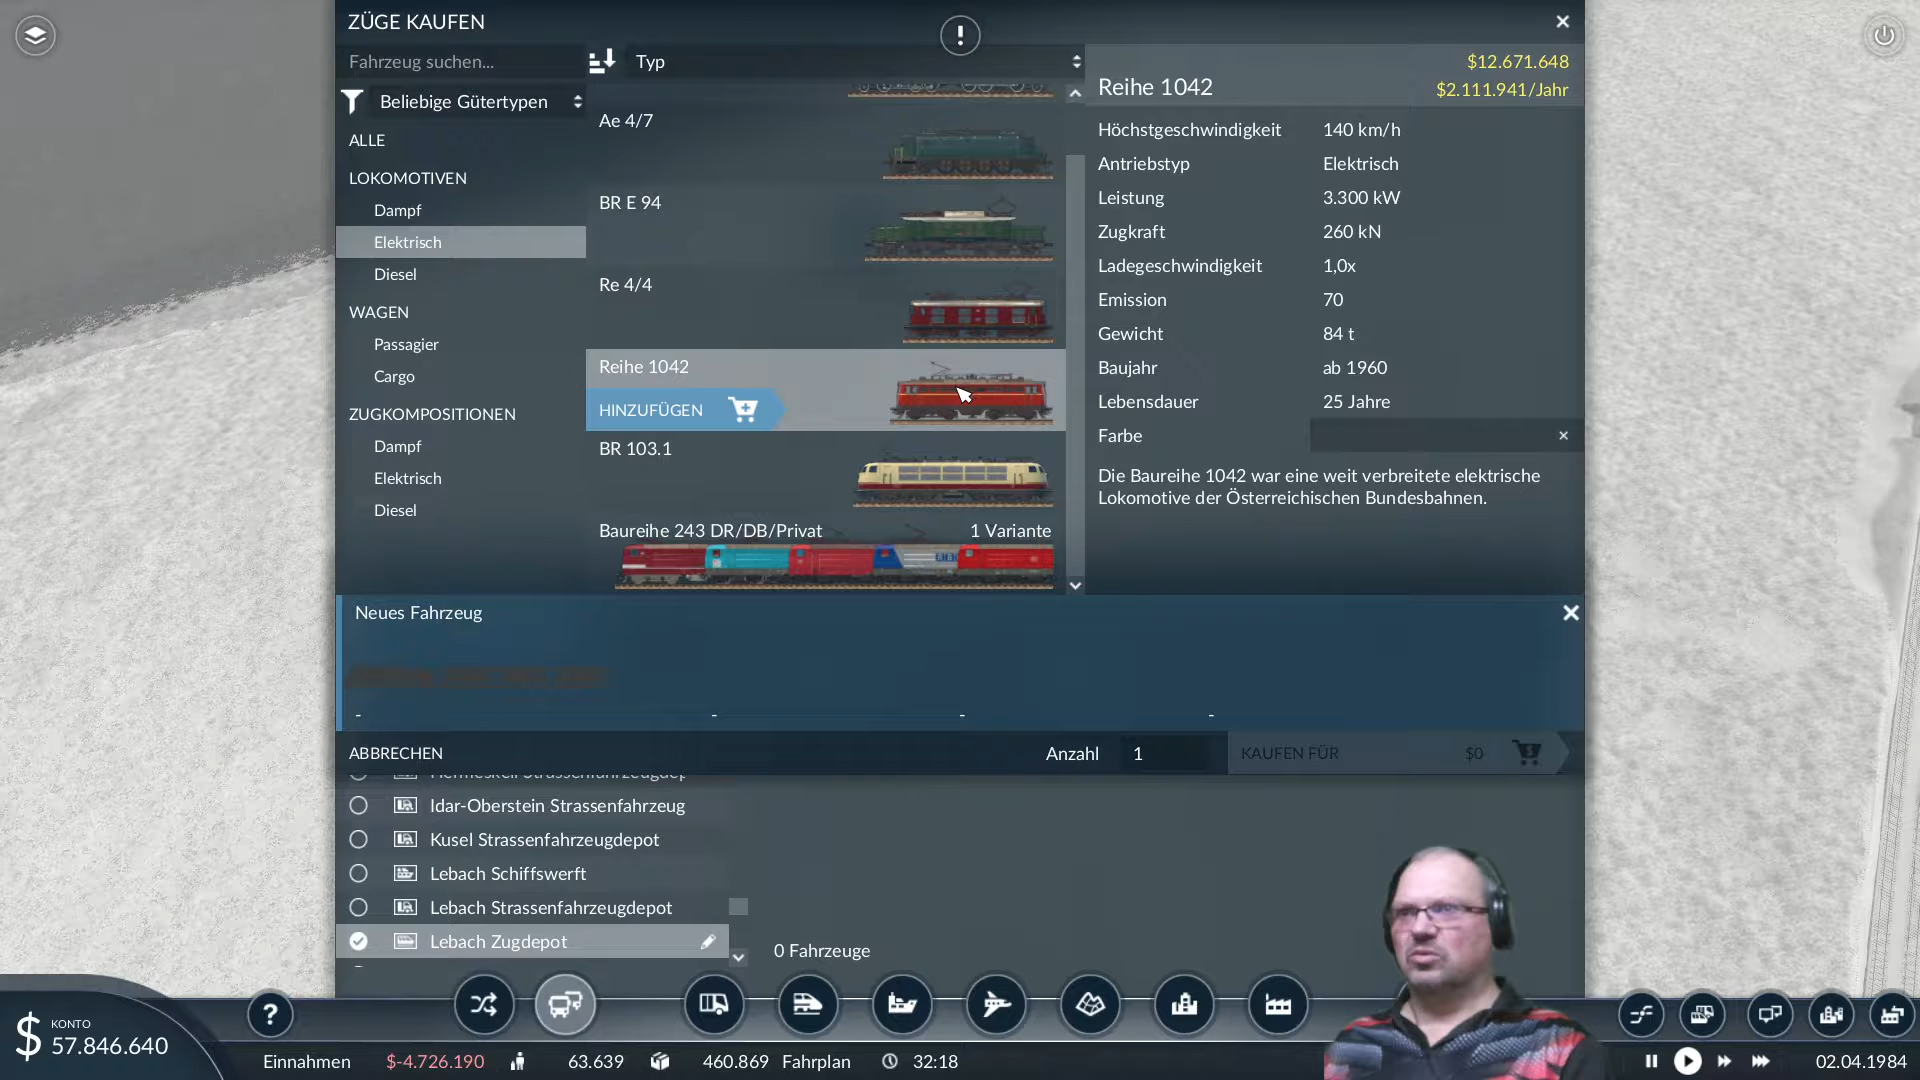 ZÜGE KAUFEN
Fahrzeug suchen...
Typ
Beliebige Gütertypen
ALLE
LOKOMOTIVEN
Dampf
Elektrisch
Diesel
WAGEN
Passagier
Cargo
ZUGKOMPOSITIONEN
Dampf
Elektrisch
Diesel
Ae 4/7
BR E 94
Re 4/4
Reihe 1042
HINZUFÜGEN
BR 103.1
Baureihe 243 DR/DB/Privat 1 Variante
Reihe 1042
$12.671.648
$2.111.941/Jahr
Höchstgeschwindigkeit 140 km/h
Antriebstyp Elektrisch
Leistung 3.300 kW
Zugkraft 260 kN
Ladegeschwindigkeit 1,0x
Emission 70
Gewicht 84 t
Baujahr ab 1960
Lebensdauer 25 Jahre
Farbe
Die Baureihe 1042 war eine weit verbreitete elektrische
Lokomotive der Österreichischen Bundesbahnen.
Neues Fahrzeug
- - - -
ABBRECHEN
Anzahl 1
KAUFEN FÜR $0
Idar-Oberstein Strassenfahrzeug
Kusel Strassenfahrzeugdepot
Lebach Schiffswerft
Lebach Strassenfahrzeugdepot
Lebach Zugdepot
0 Fahrzeuge
$ KONTO
57.846.640
Einnahmen $-4.726.190 63.639 460.869 Fahrplan 32:18
02.04.1984